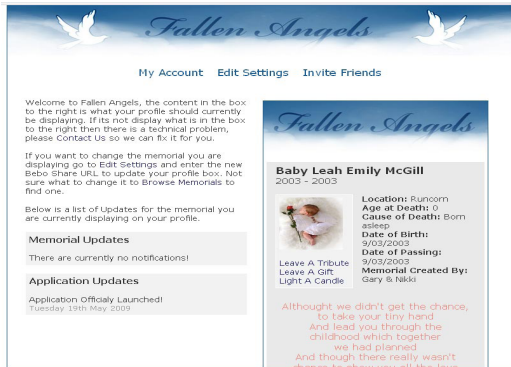 Fallen Angels
My Account Edit Settings Invite Friends
Welcome to Fallen Angels, the content in the box
to the right is what your profile should currently
be displaying. If its not display what is in the box
to the right then there is a technical problem,
please Contact Us so we can fix it for you.
If you want to change the memorial you are
displaying go to Edit Settings and enter the new
Bebo Share URL to update your profile box. Not
sure what to change it to Browse Memorials to
find one.
Below is a list of Updates for the memorial you
are currently displaying on your profile.
Memorial Updates
There are currently no notifications!
Application Updates
Application Officialy Launched!
Tuesday 19th May 2009
Fallen Angels
Baby Leah Emily McGill
2003 - 2003
Location: Runcorn
Age at Death: 0
Cause of Death: Born
asleep
Date of Birth:
9/03/2003
Date of Passing:
9/03/2003
Memorial Created By:
Gary & Nikki
Leave A Tribute
Leave A Gift
Light A Candle
Althought we didn't get the chance,
to take your tiny hand
And lead you through the
childhood which together
we had planned
And though there really wasn't
chance to show you all the love